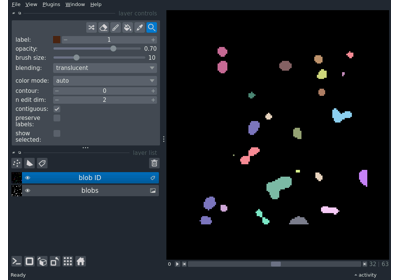 File View Plugins Window Help
layer controls
label: 1
opacity: 0.70
brush size: 10
blending: translucent
color mode: auto
contour: 0
n edit dim: 2
contiguous:
preserve
labels:
show
selected:
layer list
blob ID
blobs
32 63
Ready
activity